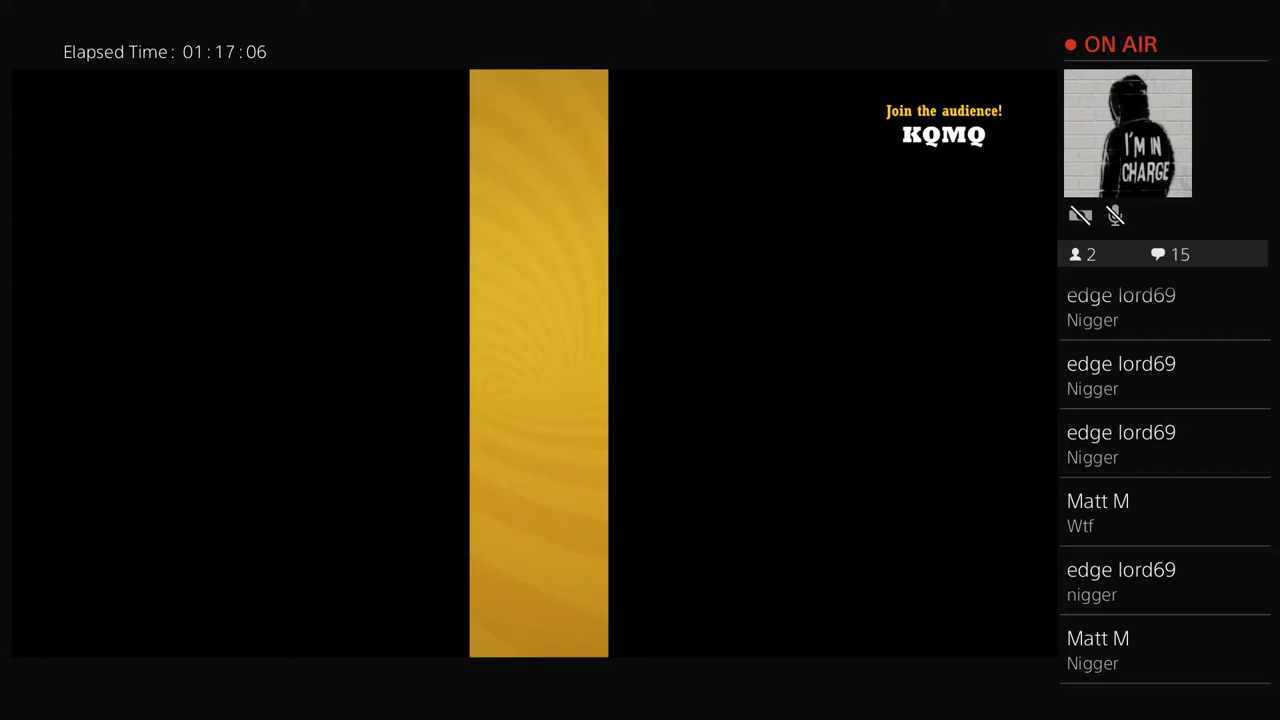 Elapsed Time: 01:17:06
ON AIR
Join the audience!
KQMQ
I'M IN
CHARGE
2 15
edge lord69
Nigger
edge lord69
Nigger
edge lord69
Nigger
Matt M
Wtf
edge lord69
nigger
Matt M
Nigger